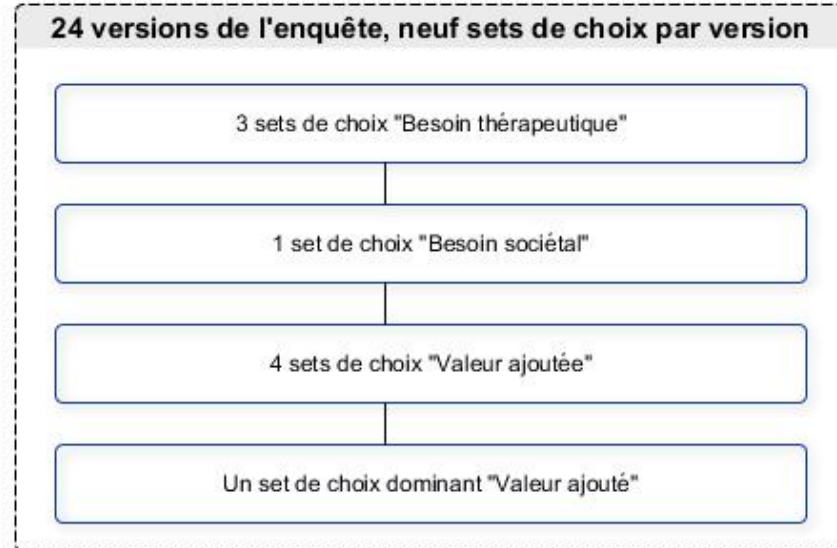 24 versions de l'enquête, neuf sets de choix par version
3 sets de choix "Besoin thérapeutique"
1 set de choix "Besoin sociétal"
4 sets de choix "Valeur ajoutée"
Un set de choix dominant "Valeur ajouté"